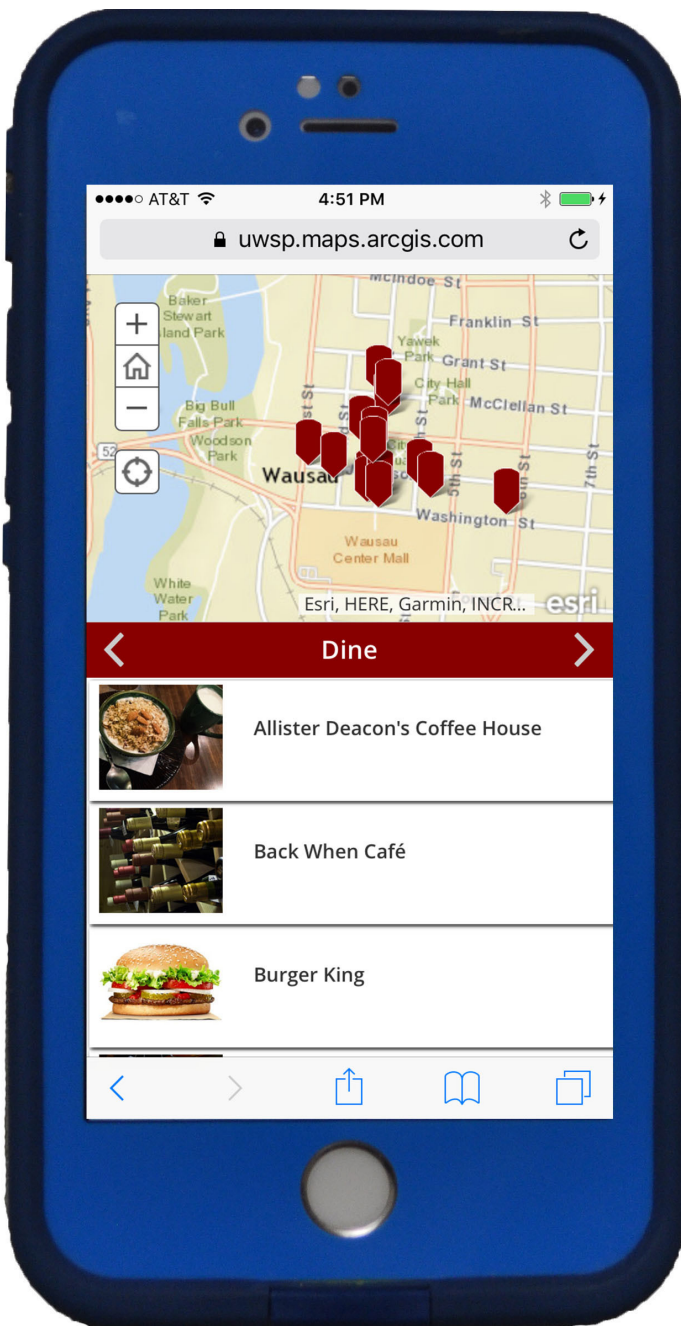 AT&T
4:51 PM
uwsp.maps.arcgis.com
McIndoe St
Baker
Stewart
Island Park
Franklin St
Yawek
Park
Grant St
City Hall
Park
McClellan St
Big Bull
Falls Park
Woodson
Park
52
Wausau
5th St
6th St
7th St
Washington St
Wausau
Center Mall
White
Water
Park
Esri, HERE, Garmin, INCR...
esri
Dine
Allister Deacon's Coffee House
Back When Café
Burger King